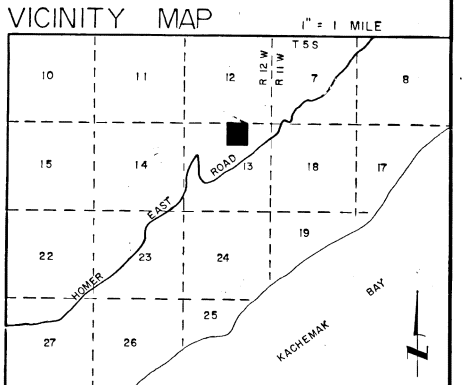 VICINITY MAP
1" = 1 MILE
T 5 S
R 12 W
R 11 W
10 11 12 7 8
15 14 13 18 17
HOMER EAST ROAD
22 23 24 19
27 26 25
KACHEMAK BAY